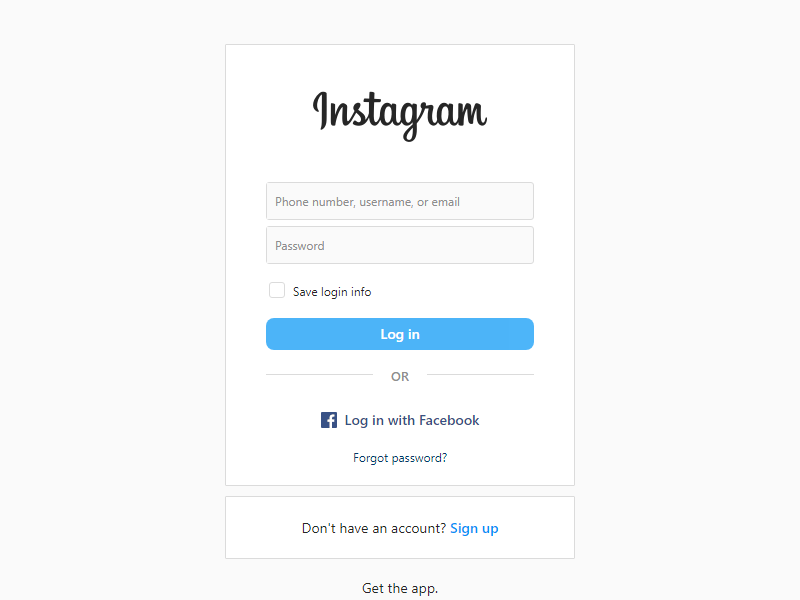 Instagram
Phone number, username, or email
Password
Save login info
Log in
OR
Log in with Facebook
Forgot password?
Don't have an account? Sign up
Get the app.